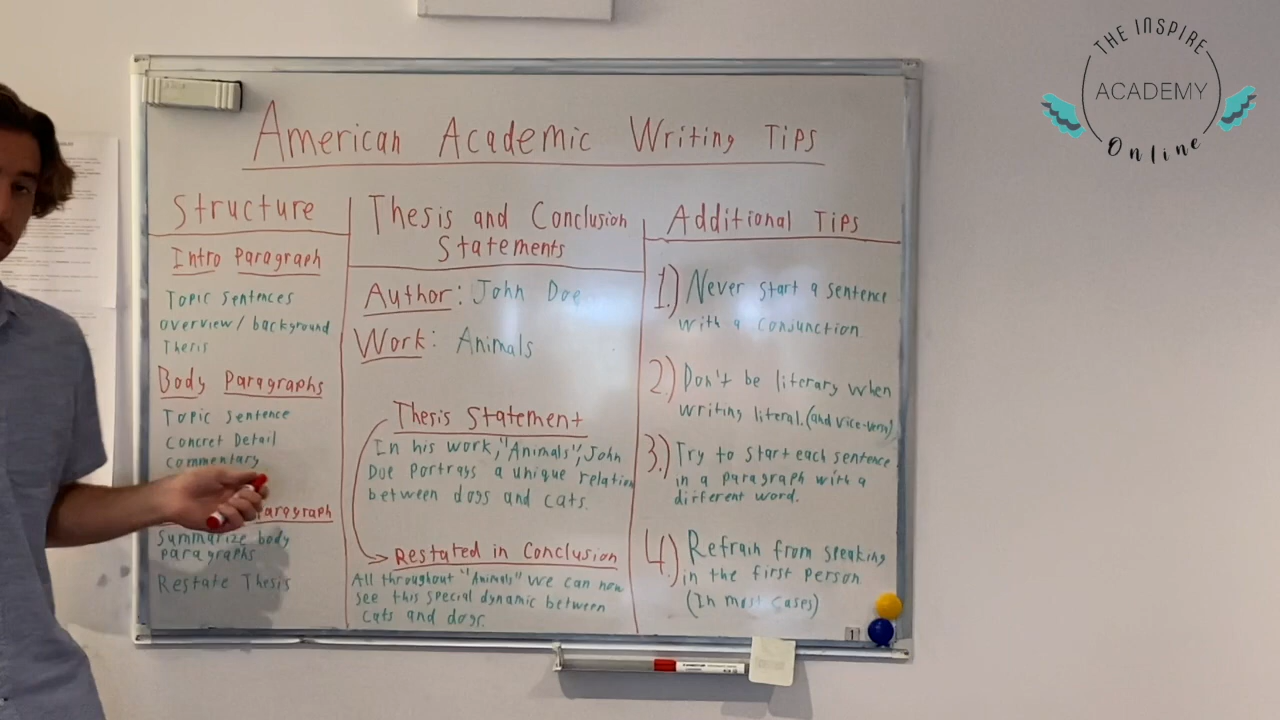 THE INSPIRE
ACADEMY
Online
American Academic Writing Tips
Structure
Intro Paragraph
Topic Sentences
overview/background
Thesis
Body Paragraphs
Topic Sentence
Concret Detail
Commentary
aragraph
Summarize body
paragraphs
Restate Thesis
Thesis and Conclusion
Statements
Author: John Doe
Work: Animals
Thesis Statement
In his work, "Animals", John
Doe portrays a unique relation
between dogs and cats.
Restated in Conclusion
All throughout "Animals" we can now
see this special dynamic between
cats and dogs.
Additional Tips
1.) Never start a sentence
with a conjunction
2.) Don't be literary when
writing literal. (and vice-versa)
3.) Try to start each sentence
in a paragraph with a
different word.
4.) Refrain from speaking
in the first person
(In most cases)
1